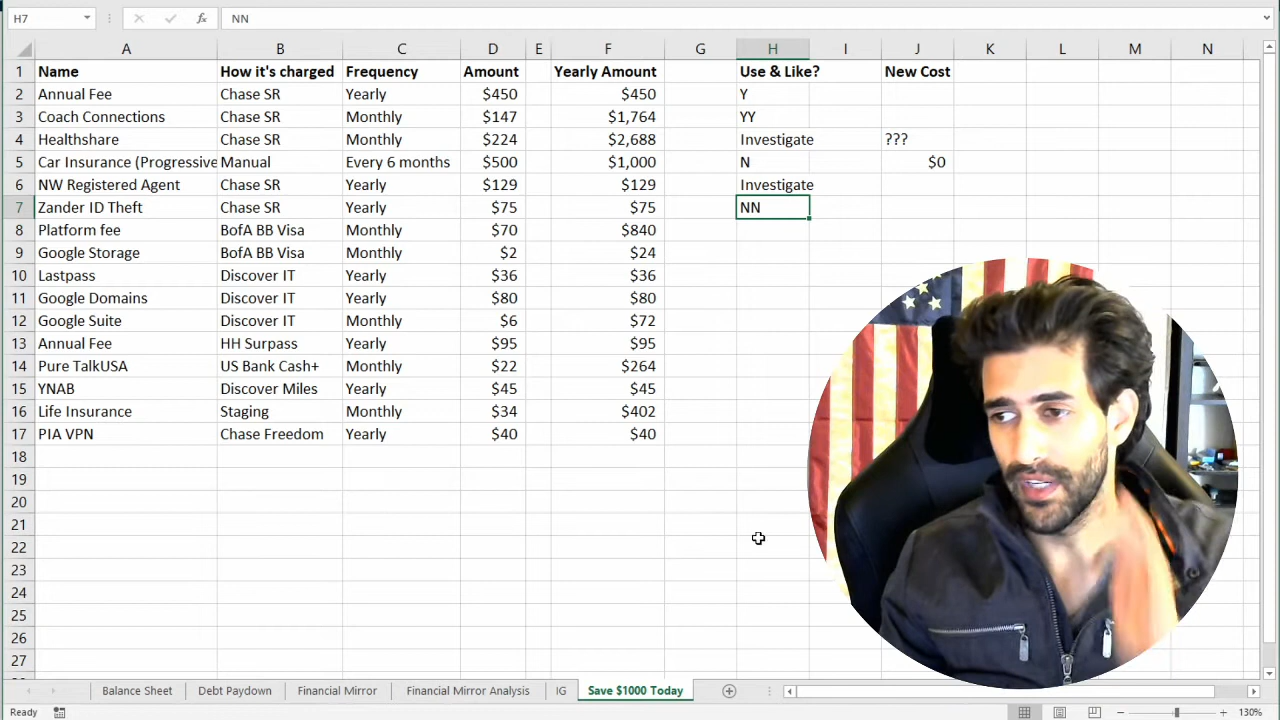 H7 fx NN
A B C D E F G H I J K L M N
1 Name How it's charged Frequency Amount Yearly Amount Use & Like? New Cost
2 Annual Fee Chase SR Yearly $450 $450 Y
3 Coach Connections Chase SR Monthly $147 $1,764 YY
4 Healthshare Chase SR Monthly $224 $2,688 Investigate ???
5 Car Insurance (Progressive Manual Every 6 months $500 $1,000 N $0
6 NW Registered Agent Chase SR Yearly $129 $129 Investigate
7 Zander ID Theft Chase SR Yearly $75 $75 NN
8 Platform fee BofA BB Visa Monthly $70 $840
9 Google Storage BofA BB Visa Monthly $2 $24
10 Lastpass Discover IT Yearly $36 $36
11 Google Domains Discover IT Yearly $80 $80
12 Google Suite Discover IT Monthly $6 $72
13 Annual Fee HH Surpass Yearly $95 $95
14 Pure TalkUSA US Bank Cash+ Monthly $22 $264
15 YNAB Discover Miles Yearly $45 $45
16 Life Insurance Staging Monthly $34 $402
17 PIA VPN Chase Freedom Yearly $40 $40
18
19
20
21
22
23
24
25
26
27
Balance Sheet Debt Paydown Financial Mirror Financial Mirror Analysis IG Save $1000 Today
Ready 130%